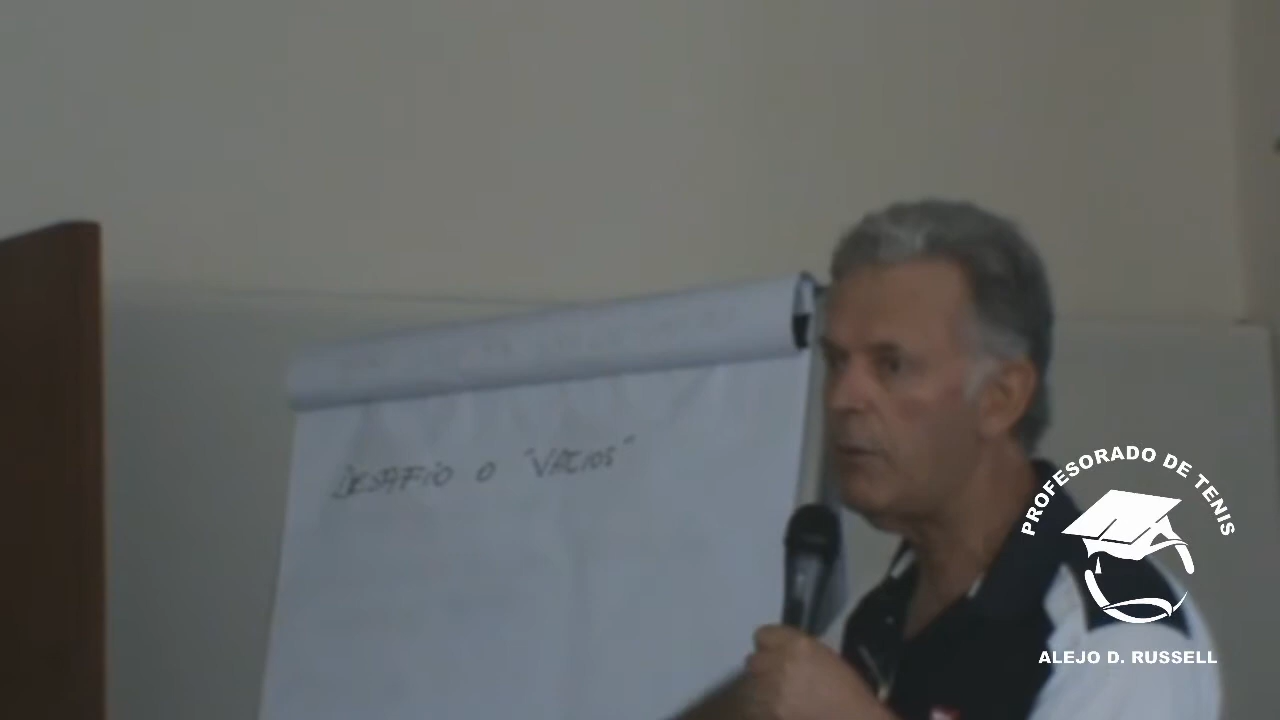 DESAFIO O "VACIOS"
PROFESORADO DE TENIS
ALEJO D. RUSSELL